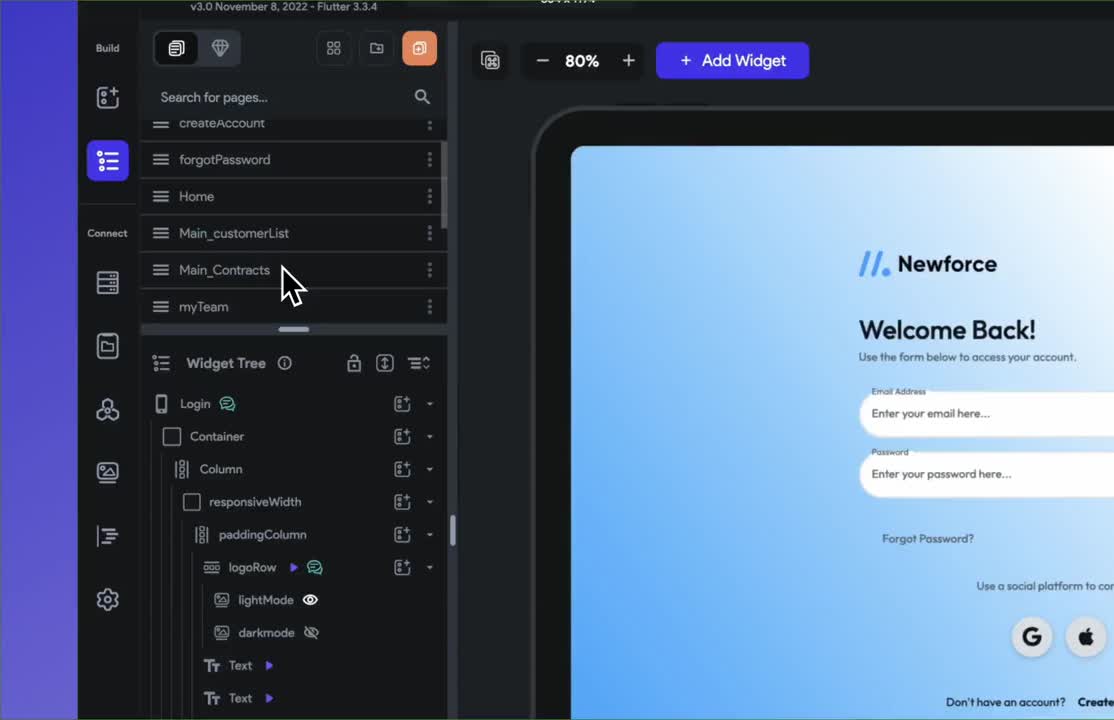 v3.0 November 8, 2022 - Flutter 3.3.4
Build
80%
+ Add Widget
Search for pages...
createAccount
forgotPassword
Home
Connect
Main_customerList
Main_Contracts
myTeam
Newforce
Welcome Back!
Use the form below to access your account.
Widget Tree
Email Address
Enter your email here...
Login
Container
Password
Enter your password here...
Column
responsiveWidth
paddingColumn
Forgot Password?
logoRow
Use a social platform to
lightMode
darkmode
G
Tt Text
Tt Text
Don't have an account? Create